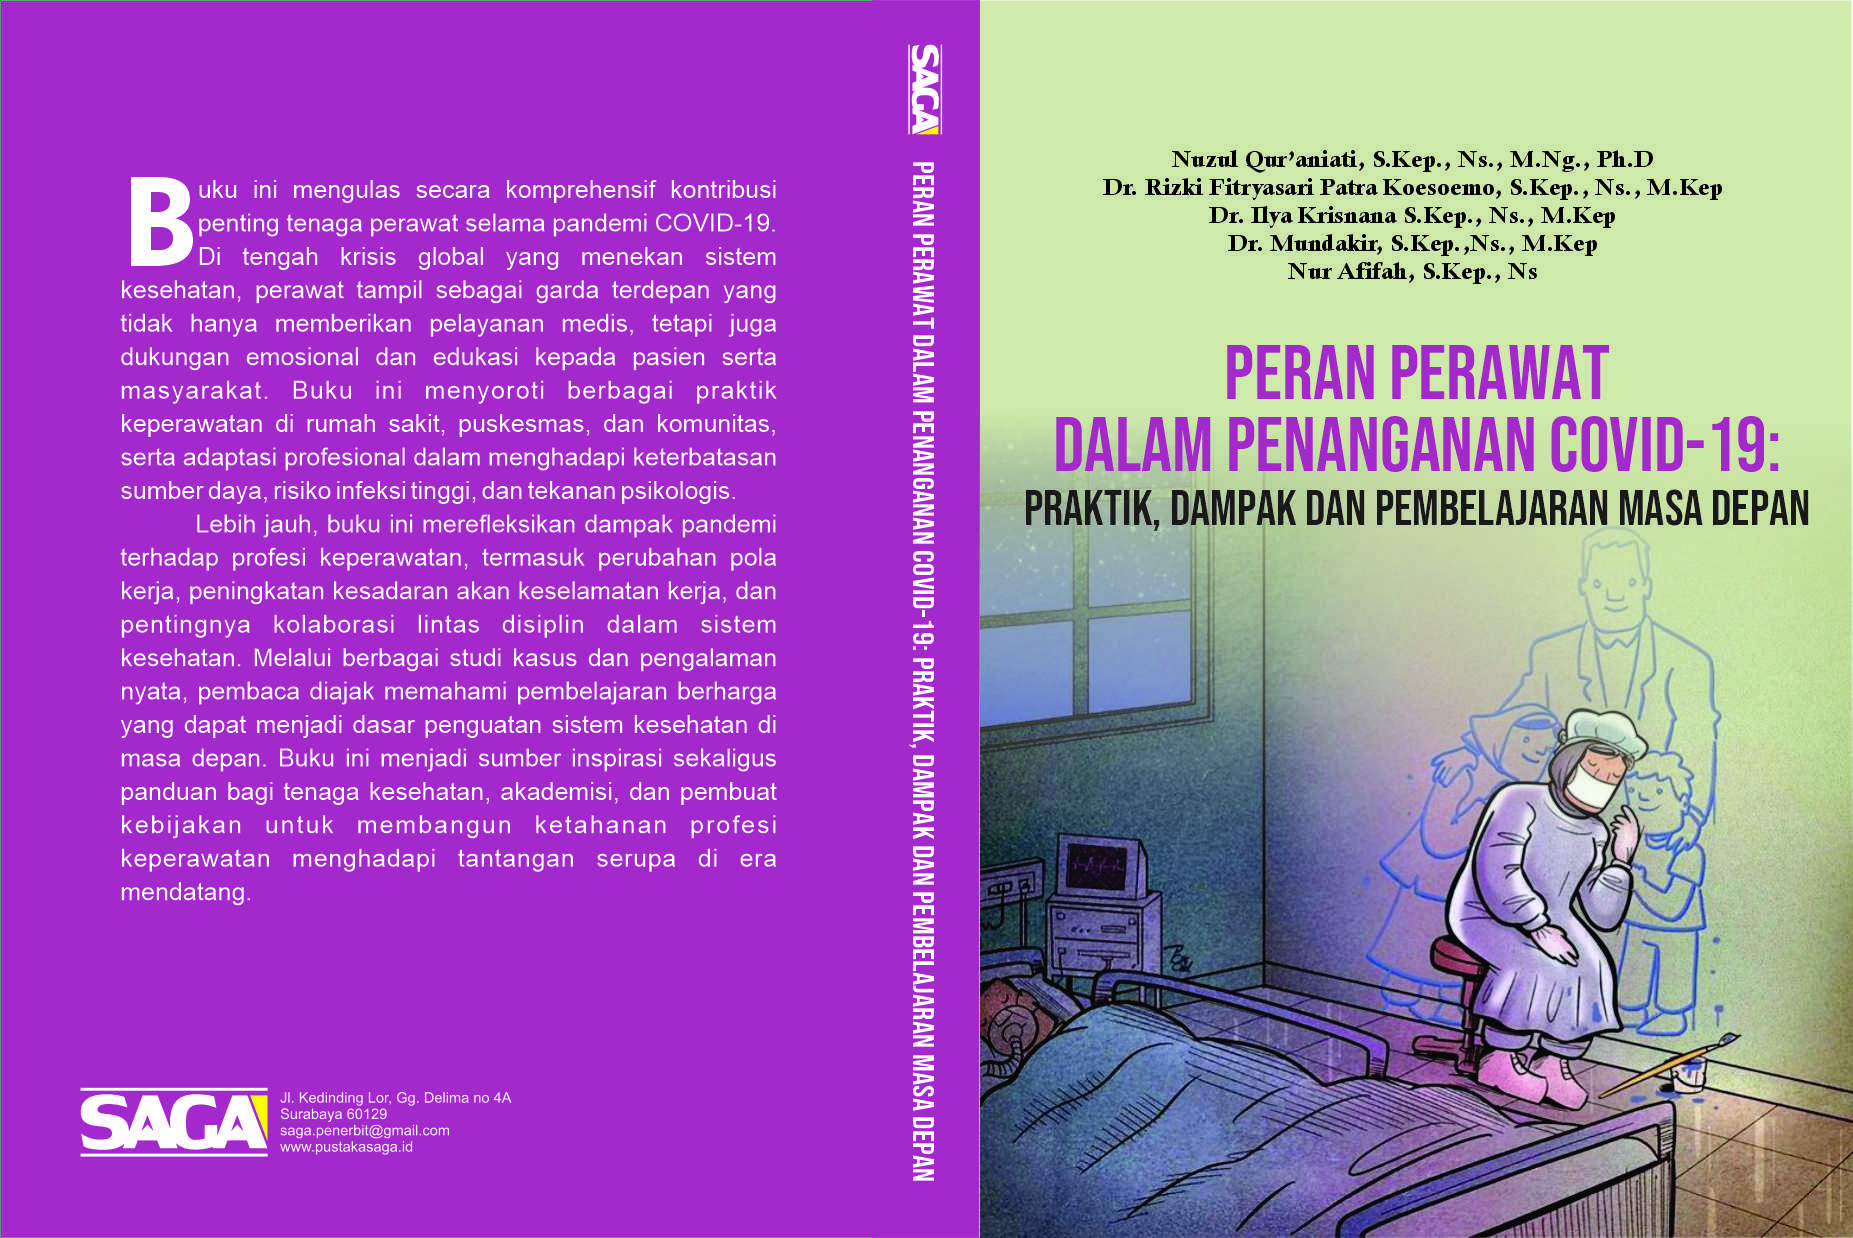 Buku ini mengulas secara komprehensif kontribusi
penting tenaga perawat selama pandemi COVID-19.
Di tengah krisis global yang menekan sistem
kesehatan, perawat tampil sebagai garda terdepan yang
tidak hanya memberikan pelayanan medis, tetapi juga
dukungan emosional dan edukasi kepada pasien serta
masyarakat. Buku ini menyoroti berbagai praktik
keperawatan di rumah sakit, puskesmas, dan komunitas,
serta adaptasi profesional dalam menghadapi keterbatasan
sumber daya, risiko infeksi tinggi, dan tekanan psikologis.
Lebih jauh, buku ini merefleksikan dampak pandemi
terhadap profesi keperawatan, termasuk perubahan pola
kerja, peningkatan kesadaran akan keselamatan kerja, dan
pentingnya kolaborasi lintas disiplin dalam sistem
kesehatan. Melalui berbagai studi kasus dan pengalaman
nyata, pembaca diajak memahami pembelajaran berharga
yang dapat menjadi dasar penguatan sistem kesehatan di
masa depan. Buku ini menjadi sumber inspirasi sekaligus
panduan bagi tenaga kesehatan, akademisi, dan pembuat
kebijakan untuk membangun ketahanan profesi
keperawatan menghadapi tantangan serupa di era
mendatang.
SAGA
Jl. Kedinding Lor, Gg. Delima no 4A
Surabaya 60129
saga.penerbit@gmail.com
www.pustakasaga.id
SAGA
PERAN PERAWAT DALAM PENANGANAN COVID-19: PRAKTIK, DAMPAK DAN PEMBELAJARAN MASA DEPAN
Nuzul Qur'aniati, S.Kep., Ns., M.Ng., Ph.D
Dr. Rizki Fitryasari Patra Koesoemo, S.Kep., Ns., M.Kep
Dr. Ilya Krisnana S.Kep., Ns., M.Kep
Dr. Mundakir, S.Kep.,Ns., M.Kep
Nur Afifah, S.Kep., Ns
PERAN PERAWAT
DALAM PENANGANAN COVID-19:
PRAKTIK, DAMPAK DAN PEMBELAJARAN MASA DEPAN